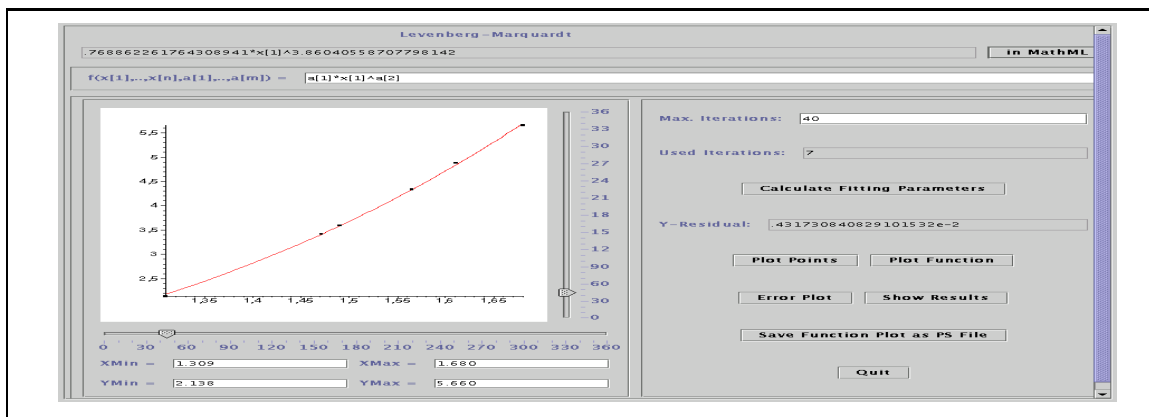 Levenberg-Marquardt
.768862261764308941*x[1]^3.86040558707798142 in MathML
f(x[1],..,x[n],a[1],..,a[m]) = a[1]*x[1]^a[2]
5,5
5
4,5
4
3,5
3
2,5
1,35 1,4 1,45 1,5 1,55 1,6 1,65
36
33
30
27
24
21
18
15
12
90
60
30
0
0 30 60 90 120 150 180 210 240 270 300 330 360
XMin = 1.309 XMax = 1.680
YMin = 2.138 YMax = 5.660
Max. Iterations: 40
Used Iterations: 7
Calculate Fitting Parameters
Y-Residual: .431730840829101532e-2
Plot Points Plot Function
Error Plot Show Results
Save Function Plot as PS File
Quit